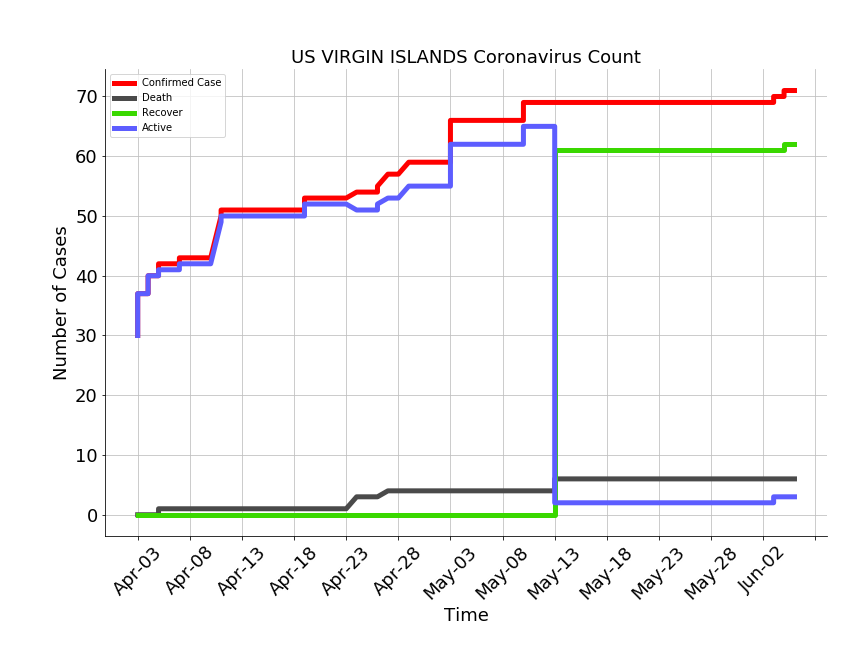 US VIRGIN ISLANDS Coronavirus Count
Confirmed Case
Death
Recover
Active
Number of Cases
70
60
50
40
30
20
10
0
Apr-03
Apr-08
Apr-13
Apr-18
Apr-23
Apr-28
May-03
May-08
May-13
May-18
May-23
May-28
Jun-02
Time